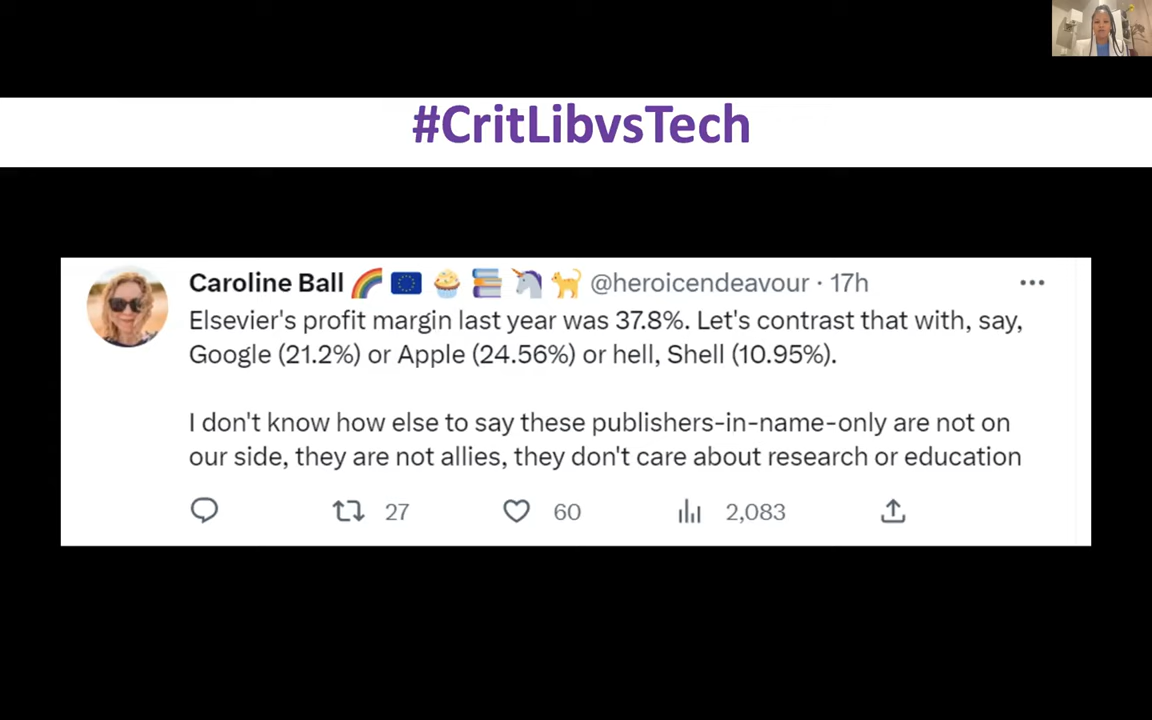 #CritLibvsTech
Caroline Ball 🌈 🇪🇺 🧁 📚 🦄 🐈 @heroicendeavour · 17h
Elsevier's profit margin last year was 37.8%. Let's contrast that with, say,
Google (21.2%) or Apple (24.56%) or hell, Shell (10.95%).
I don't know how else to say these publishers-in-name-only are not on
our side, they are not allies, they don't care about research or education
27 60 2,083